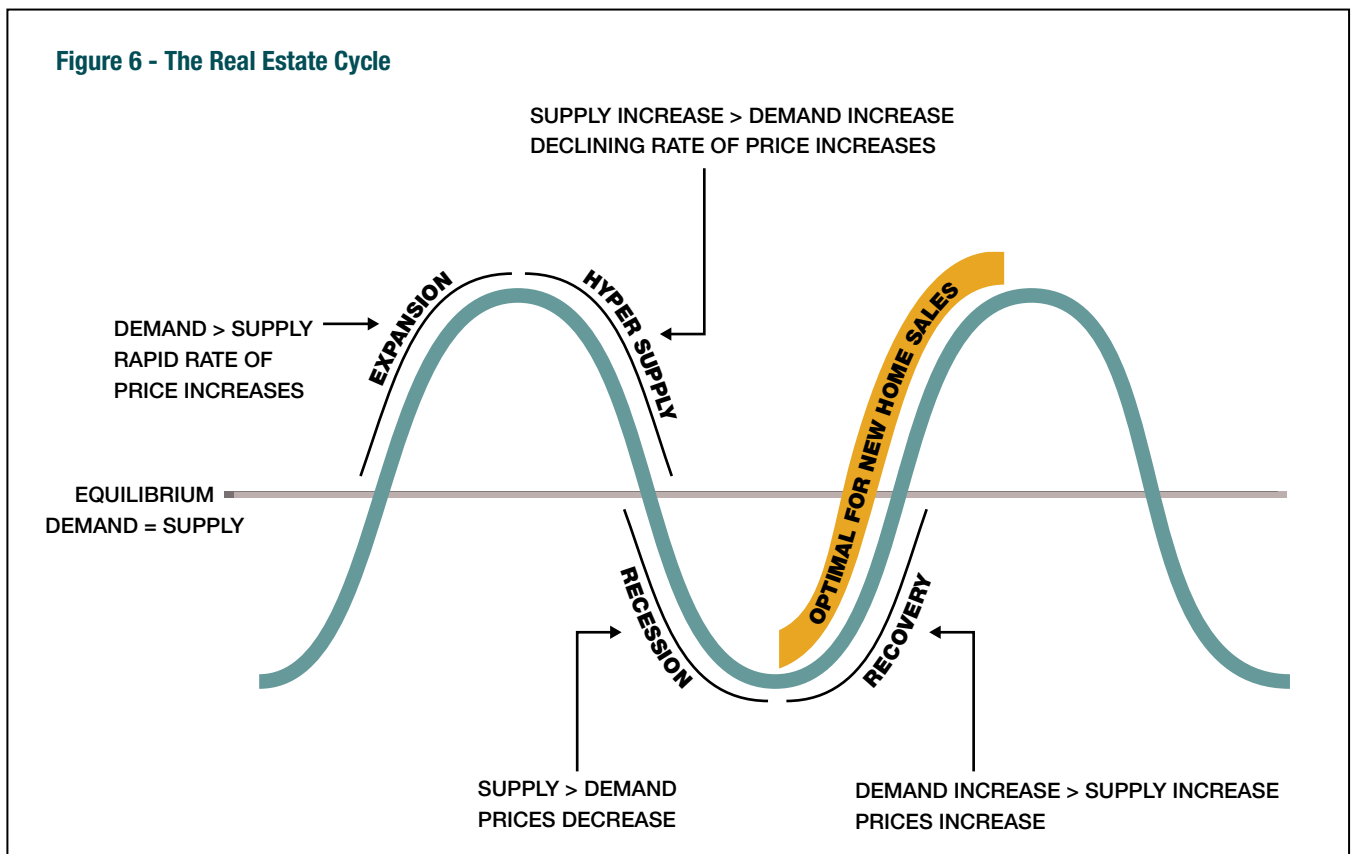 Figure 6 - The Real Estate Cycle
SUPPLY INCREASE > DEMAND INCREASE
DECLINING RATE OF PRICE INCREASES
EXPANSION
HYPER SUPPLY
OPTIMAL FOR NEW HOME SALES
DEMAND > SUPPLY
RAPID RATE OF
PRICE INCREASES
EQUILIBRIUM
DEMAND = SUPPLY
RECESSION
RECOVERY
SUPPLY > DEMAND
PRICES DECREASE
DEMAND INCREASE > SUPPLY INCREASE
PRICES INCREASE